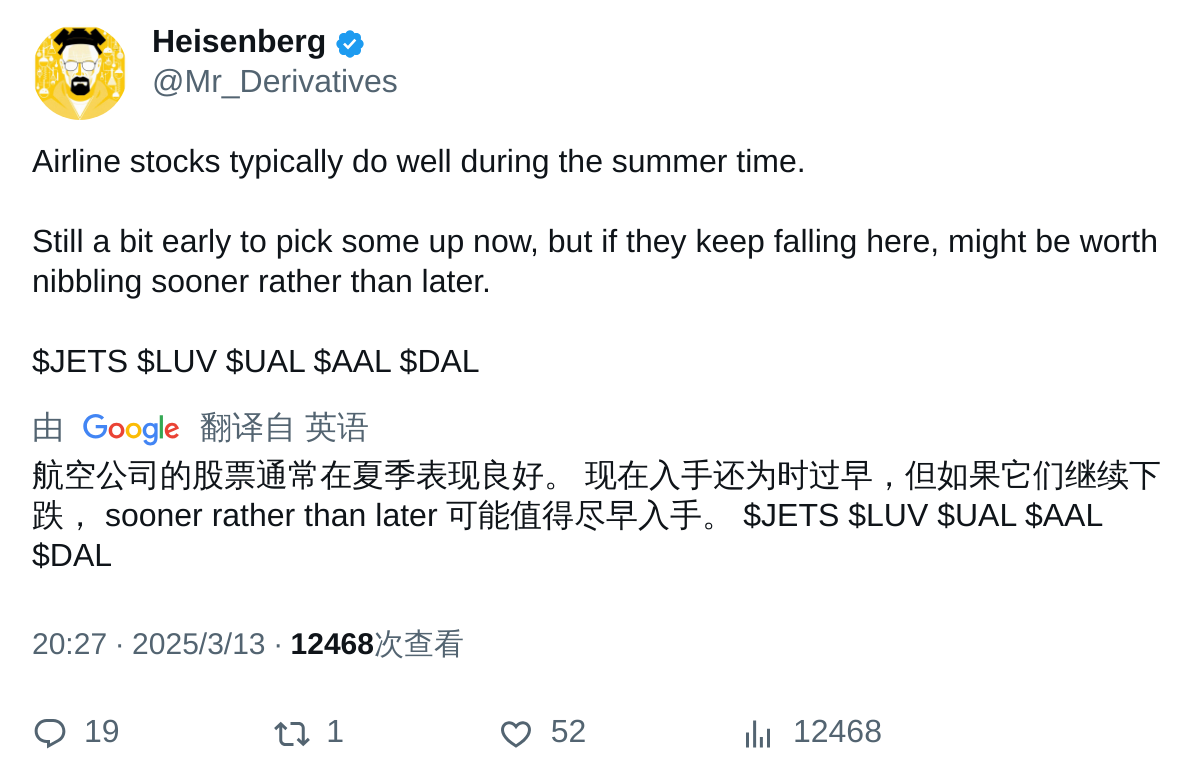 Heisenberg
@Mr_Derivatives
Airline stocks typically do well during the summer time.
Still a bit early to pick some up now, but if they keep falling here, might be worth
nibbling sooner rather than later.
$JETS $LUV $UAL $AAL $DAL
由 Google 翻译自 英语
航空公司的股票通常在夏季表现良好。 现在入手还为时过早，但如果它们继续下
跌， sooner rather than later 可能值得尽早入手。 $JETS $LUV $UAL $AAL
$DAL
20:27 · 2025/3/13 · 12468次查看
19 1 52 12468